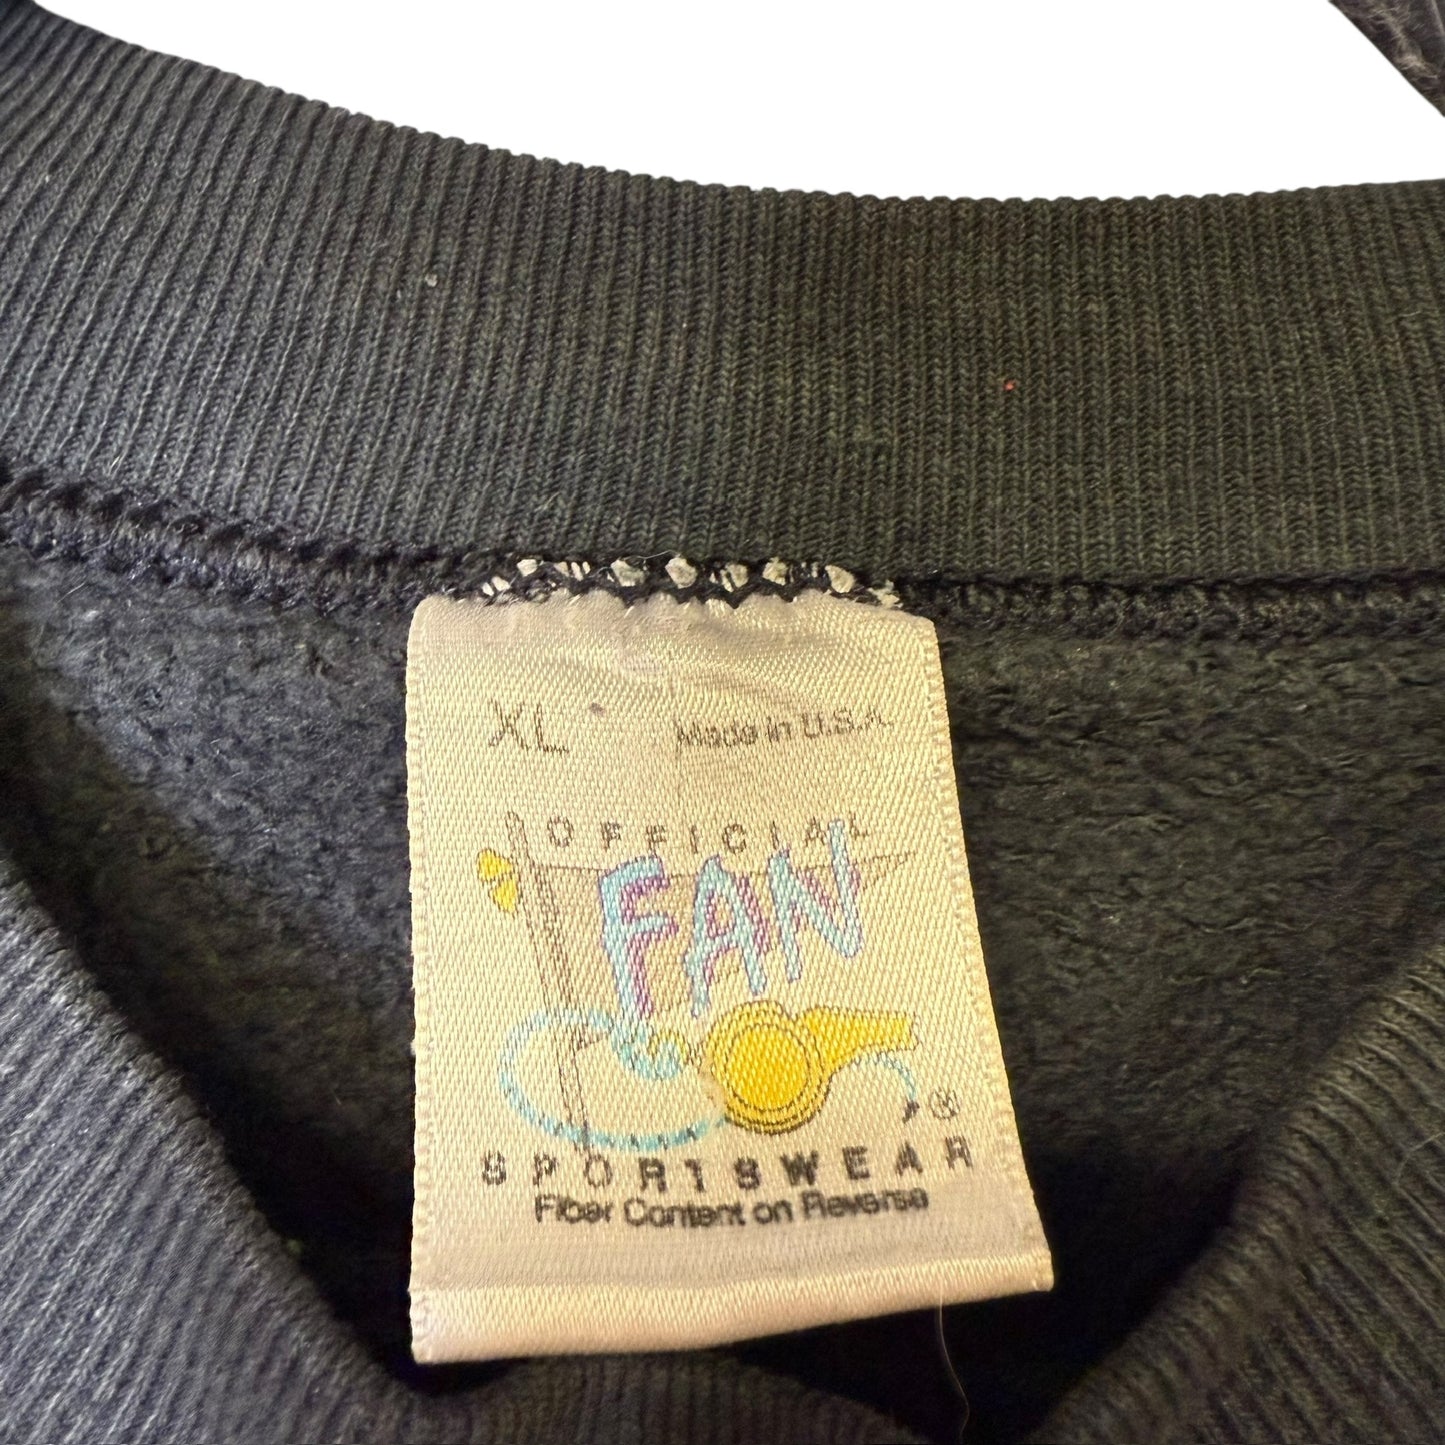 XL Made in U.S.A.
OFFICIAL
FAN
®
SPORTSWEAR
Fiber Content on Reverse